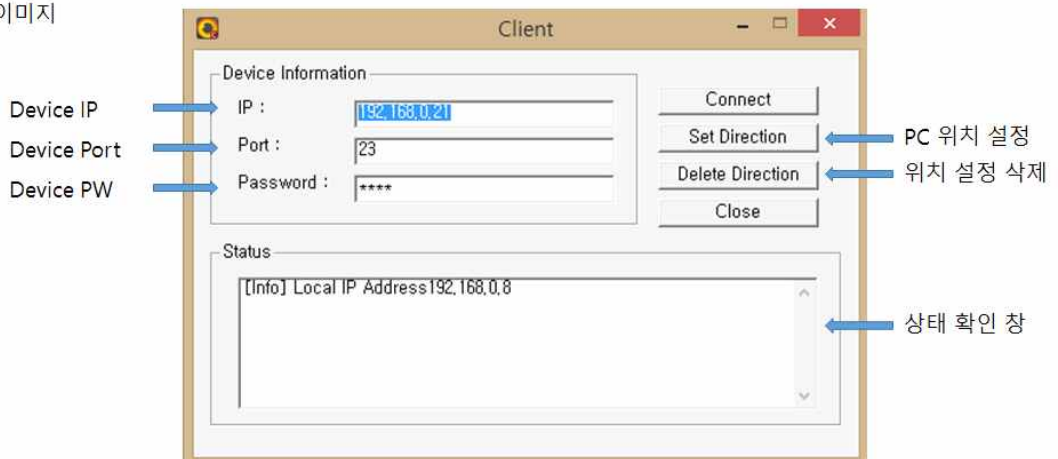 이미지
Client
Device Information
Device IP
IP :
192,168,0,21
Connect
Device Port
Port :
23
Set Direction
PC 위치 설정
Device PW
Password :
****
Delete Direction
위치 설정 삭제
Close
Status
[Info] Local IP Address192,168,0,8
상태 확인 창